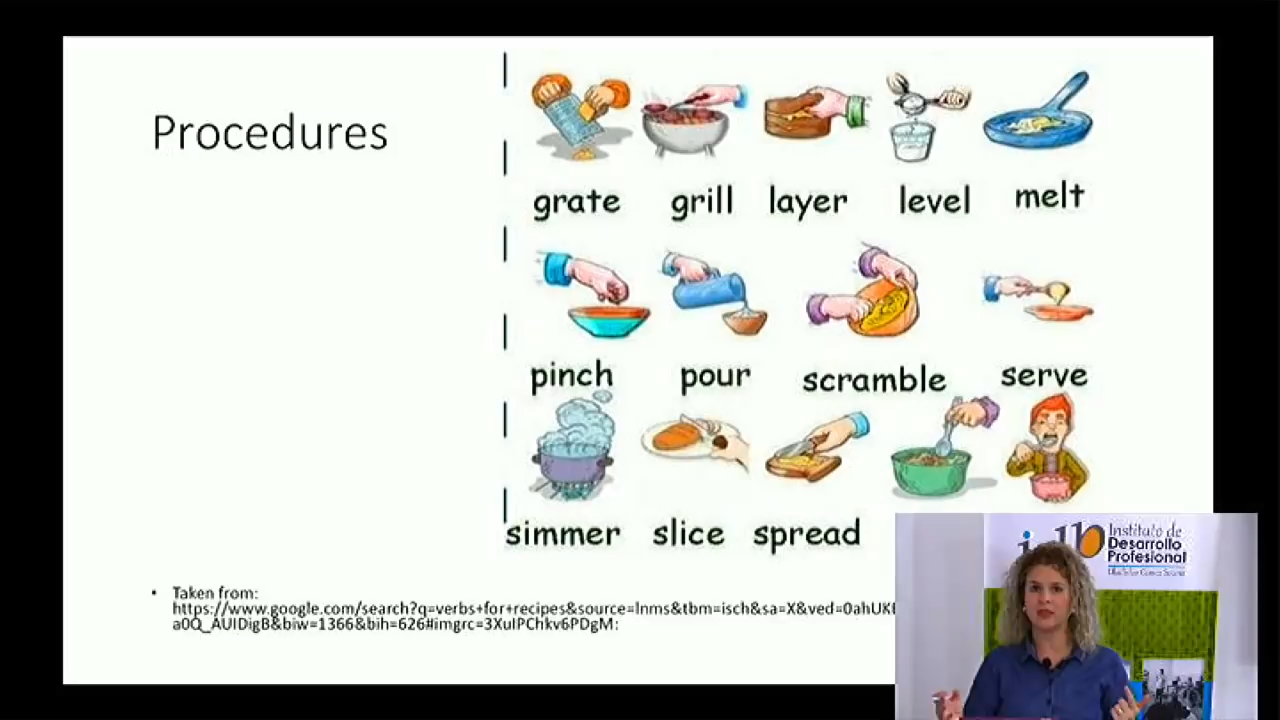 Procedures
grate grill layer level melt
pinch pour scramble serve
simmer slice spread
• Taken from:
https://www.google.com/search?q=verbs+for+recipes&source=lnms&tbm=isch&sa=X&ved=0ahUKE
a0Q_AUIDigB&biw=1366&bih=626#imgrc=3XuIPChkv6PDgM:
Instituto de
Desarrollo
Profesional